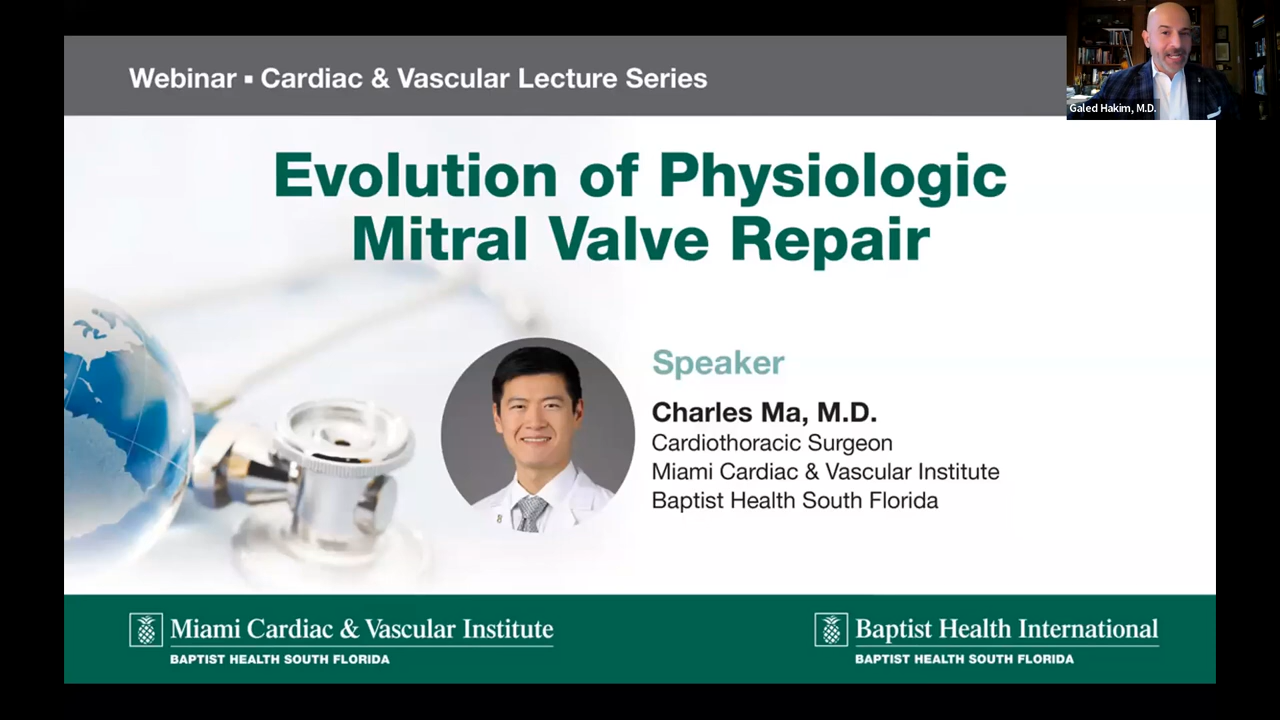 Webinar ▪ Cardiac & Vascular Lecture Series
Galed Hakim, M.D.
Evolution of Physiologic
Mitral Valve Repair
Speaker
Charles Ma, M.D.
Cardiothoracic Surgeon
Miami Cardiac & Vascular Institute
Baptist Health South Florida
Miami Cardiac & Vascular Institute
BAPTIST HEALTH SOUTH FLORIDA
Baptist Health International
BAPTIST HEALTH SOUTH FLORIDA